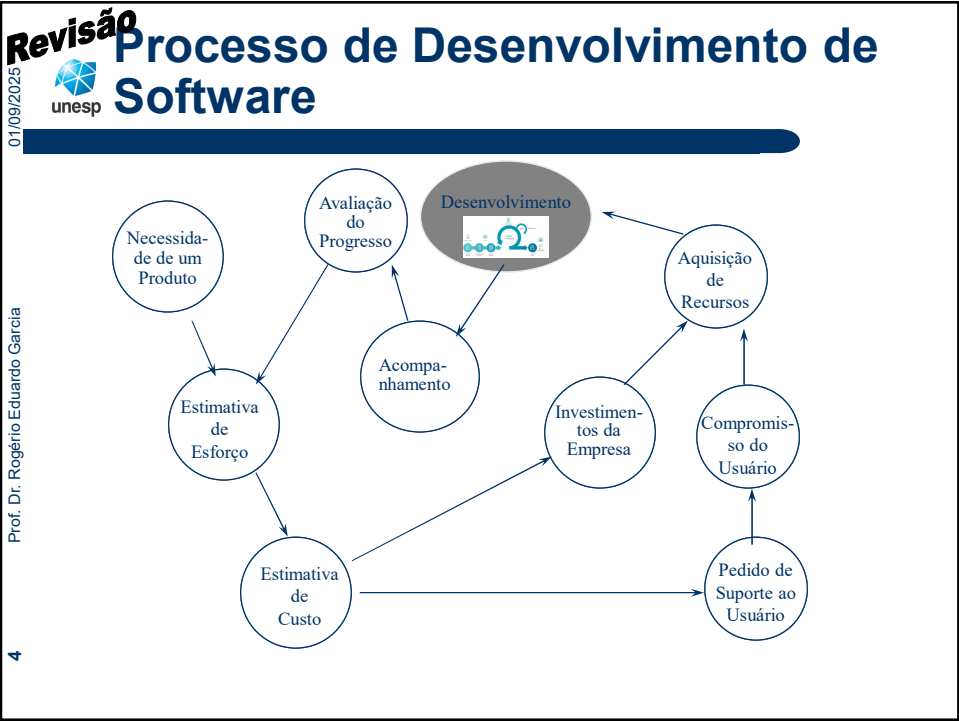 Revisão
Processo de Desenvolvimento de
Software
01/09/2025
unesp
Necessida-
de de um
Produto
Avaliação
do
Progresso
Desenvolvimento
Aquisição
de
Recursos
Acompa-
nhamento
Estimativa
de
Esforço
Investimen-
tos da
Empresa
Compromis-
so do
Usuário
Estimativa
de
Custo
Pedido de
Suporte ao
Usuário
Prof. Dr. Rogério Eduardo Garcia
4